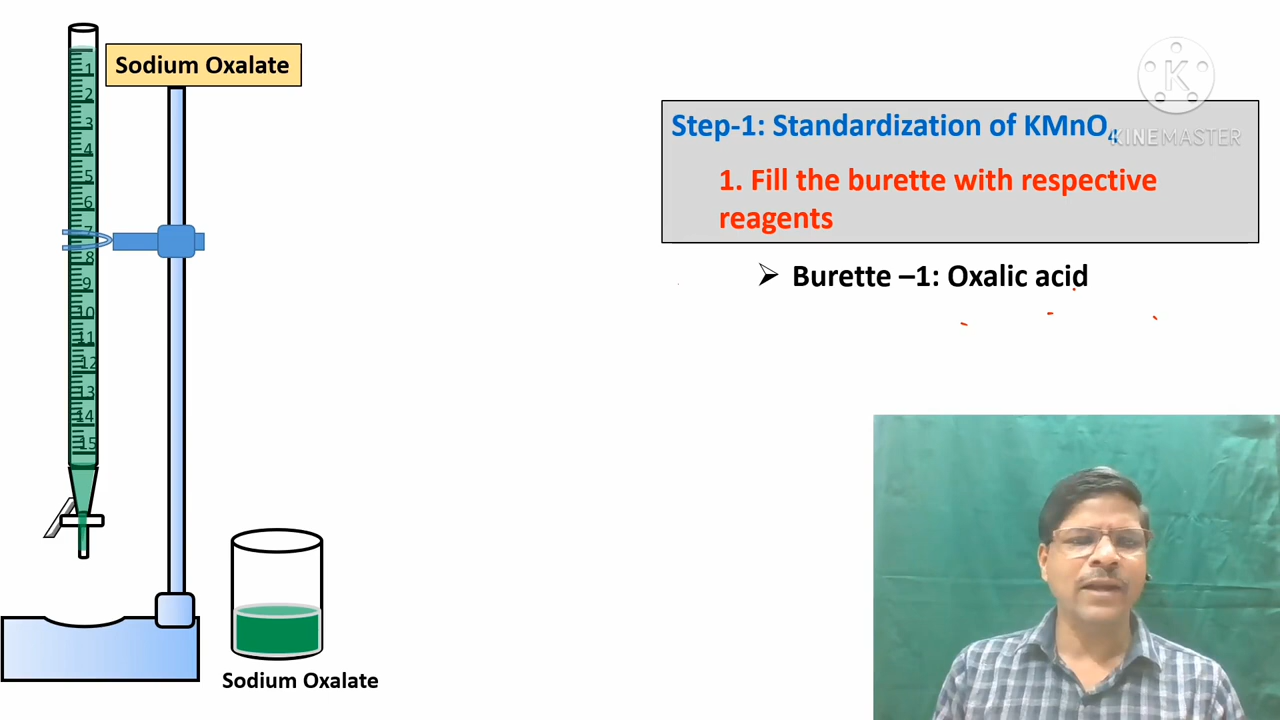 Sodium Oxalate
1
2
3
4
5
6
7
8
9
10
11
12
13
14
15
Sodium Oxalate
K
KINEMASTER
Step-1: Standardization of KMnO₄
1. Fill the burette with respective
reagents
➢ Burette –1: Oxalic acid